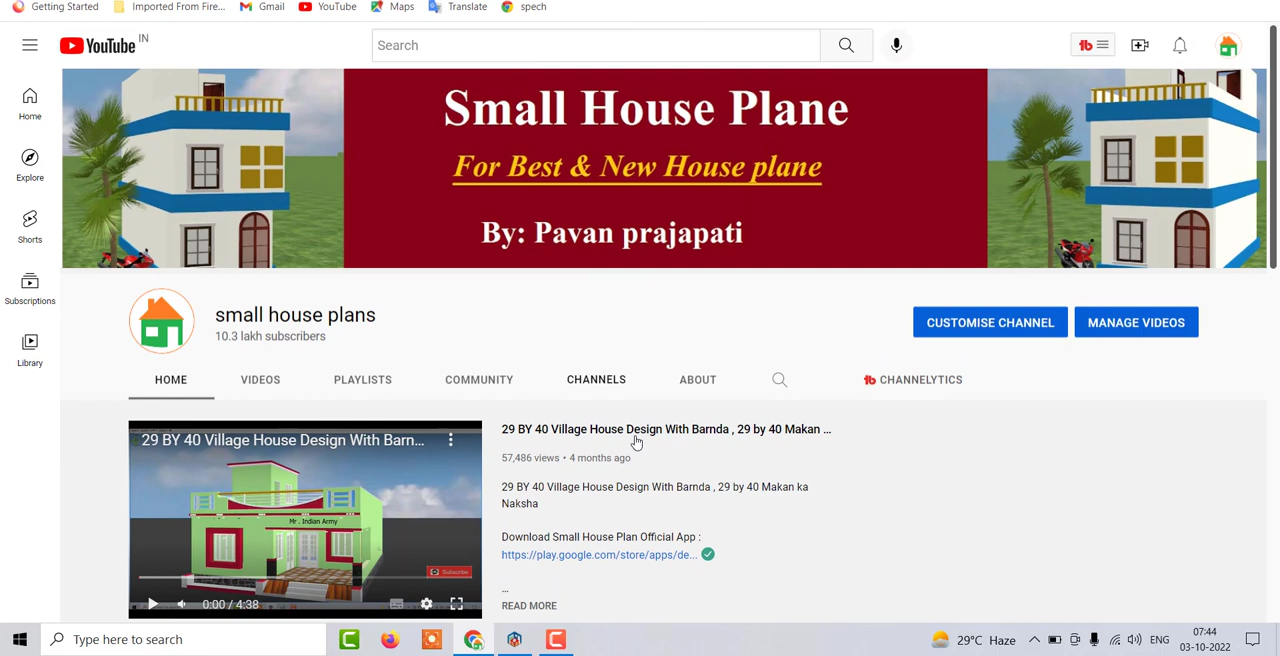 Getting Started Imported From Fire... Gmail YouTube Maps Translate spech
YouTube IN
Search
Home
Explore
Shorts
Subscriptions
Library
Small House Plane
For Best & New House plane
By: Pavan prajapati
small house plans
10.3 lakh subscribers
CUSTOMISE CHANNEL MANAGE VIDEOS
HOME VIDEOS PLAYLISTS COMMUNITY CHANNELS ABOUT tb CHANNELYTICS
29 BY 40 Village House Design With Barn...
Mr . Indian Army
Subscribe
0:00 / 4:38
29 BY 40 Village House Design With Barnda , 29 by 40 Makan ...
57,486 views • 4 months ago
29 BY 40 Village House Design With Barnda , 29 by 40 Makan ka
Naksha
Download Small House Plan Official App :
https://play.google.com/store/apps/de...
...
READ MORE
Type here to search
29°C Haze
ENG
07:44
03-10-2022